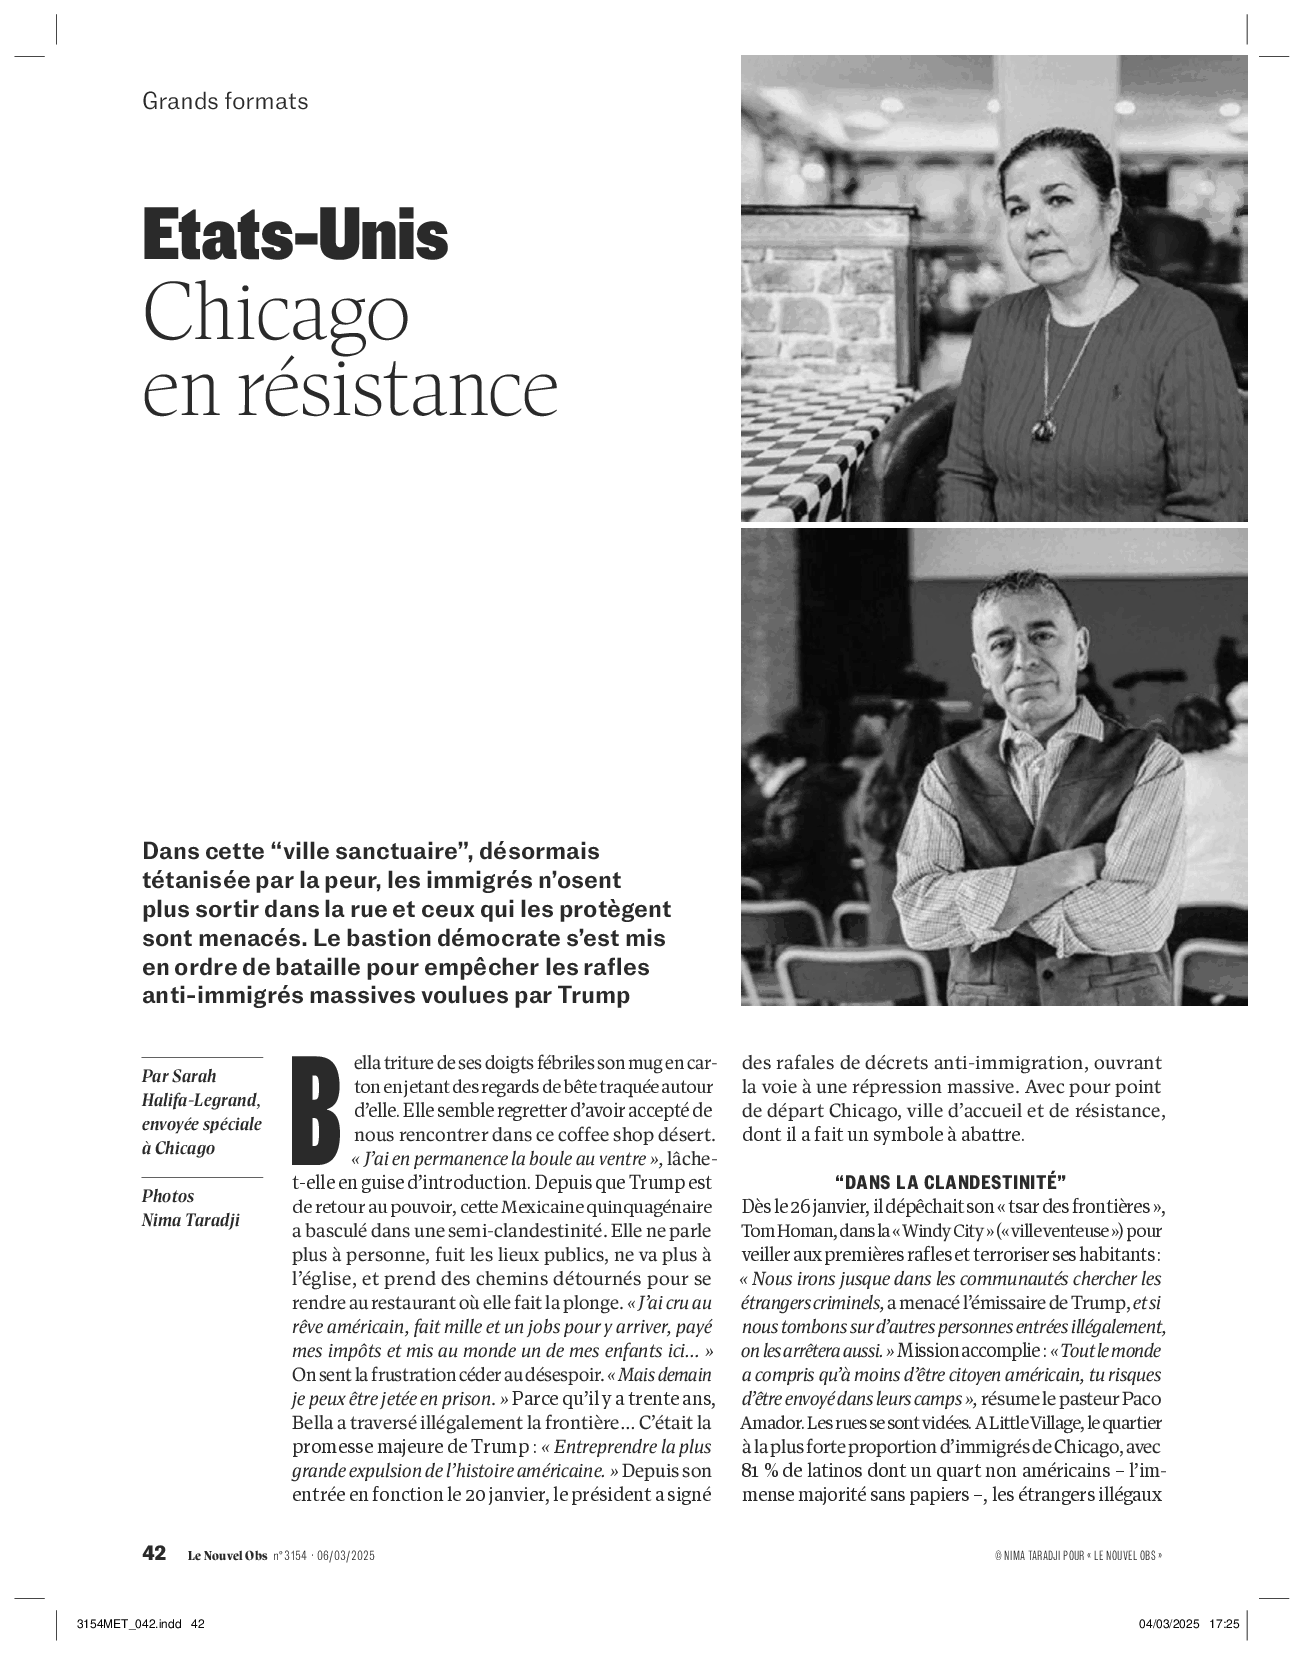 Grands formats
Etats-Unis
Chicago
en résistance
Dans cette “ville sanctuaire”, désormais
tétanisée par la peur, les immigrés n’osent
plus sortir dans la rue et ceux qui les protègent
sont menacés. Le bastion démocrate s’est mis
en ordre de bataille pour empêcher les rafles
anti-immigrés massives voulues par Trump
Par Sarah
Halifa-Legrand,
envoyée spéciale
à Chicago
Photos
Nima Taradji
Bella triture de ses doigts fébriles son mug en car-
ton en jetant des regards de bête traquée autour
d’elle. Elle semble regretter d’avoir accepté de
nous rencontrer dans ce coffee shop désert.
« J’ai en permanence la boule au ventre », lâche-
t-elle en guise d’introduction. Depuis que Trump est
de retour au pouvoir, cette Mexicaine quinquagénaire
a basculé dans une semi-clandestinité. Elle ne parle
plus à personne, fuit les lieux publics, ne va plus à
l’église, et prend des chemins détournés pour se
rendre au restaurant où elle fait la plonge. « J’ai cru au
rêve américain, fait mille et un jobs pour y arriver, payé
mes impôts et mis au monde un de mes enfants ici… »
On sent la frustration céder au désespoir. « Mais demain
je peux être jetée en prison. » Parce qu’il y a trente ans,
Bella a traversé illégalement la frontière… C’était la
promesse majeure de Trump : « Entreprendre la plus
grande expulsion de l’histoire américaine. » Depuis son
entrée en fonction le 20 janvier, le président a signé
des rafales de décrets anti-immigration, ouvrant
la voie à une répression massive. Avec pour point
de départ Chicago, ville d’accueil et de résistance,
dont il a fait un symbole à abattre.
“DANS LA CLANDESTINITÉ”
Dès le 26 janvier, il dépêchait son « tsar des frontières »,
Tom Homan, dans la « Windy City » (« ville venteuse ») pour
veiller aux premières rafles et terroriser ses habitants :
« Nous irons jusque dans les communautés chercher les
étrangers criminels, a menacé l’émissaire de Trump, et si
nous tombons sur d’autres personnes entrées illégalement,
on les arrêtera aussi. » Mission accomplie : « Tout le monde
a compris qu’à moins d’être citoyen américain, tu risques
d’être envoyé dans leurs camps », résume le pasteur Paco
Amador. Les rues se sont vidées. A Little Village, le quartier
à la plus forte proportion d’immigrés de Chicago, avec
81 % de latinos dont un quart non américains – l’im-
mense majorité sans papiers –, les étrangers illégaux
42 Le Nouvel Obs n° 3154 · 06/03/2025
© NIMA TARADJI POUR « LE NOUVEL OBS »
3154MET_042.indd 42
04/03/2025 17:25